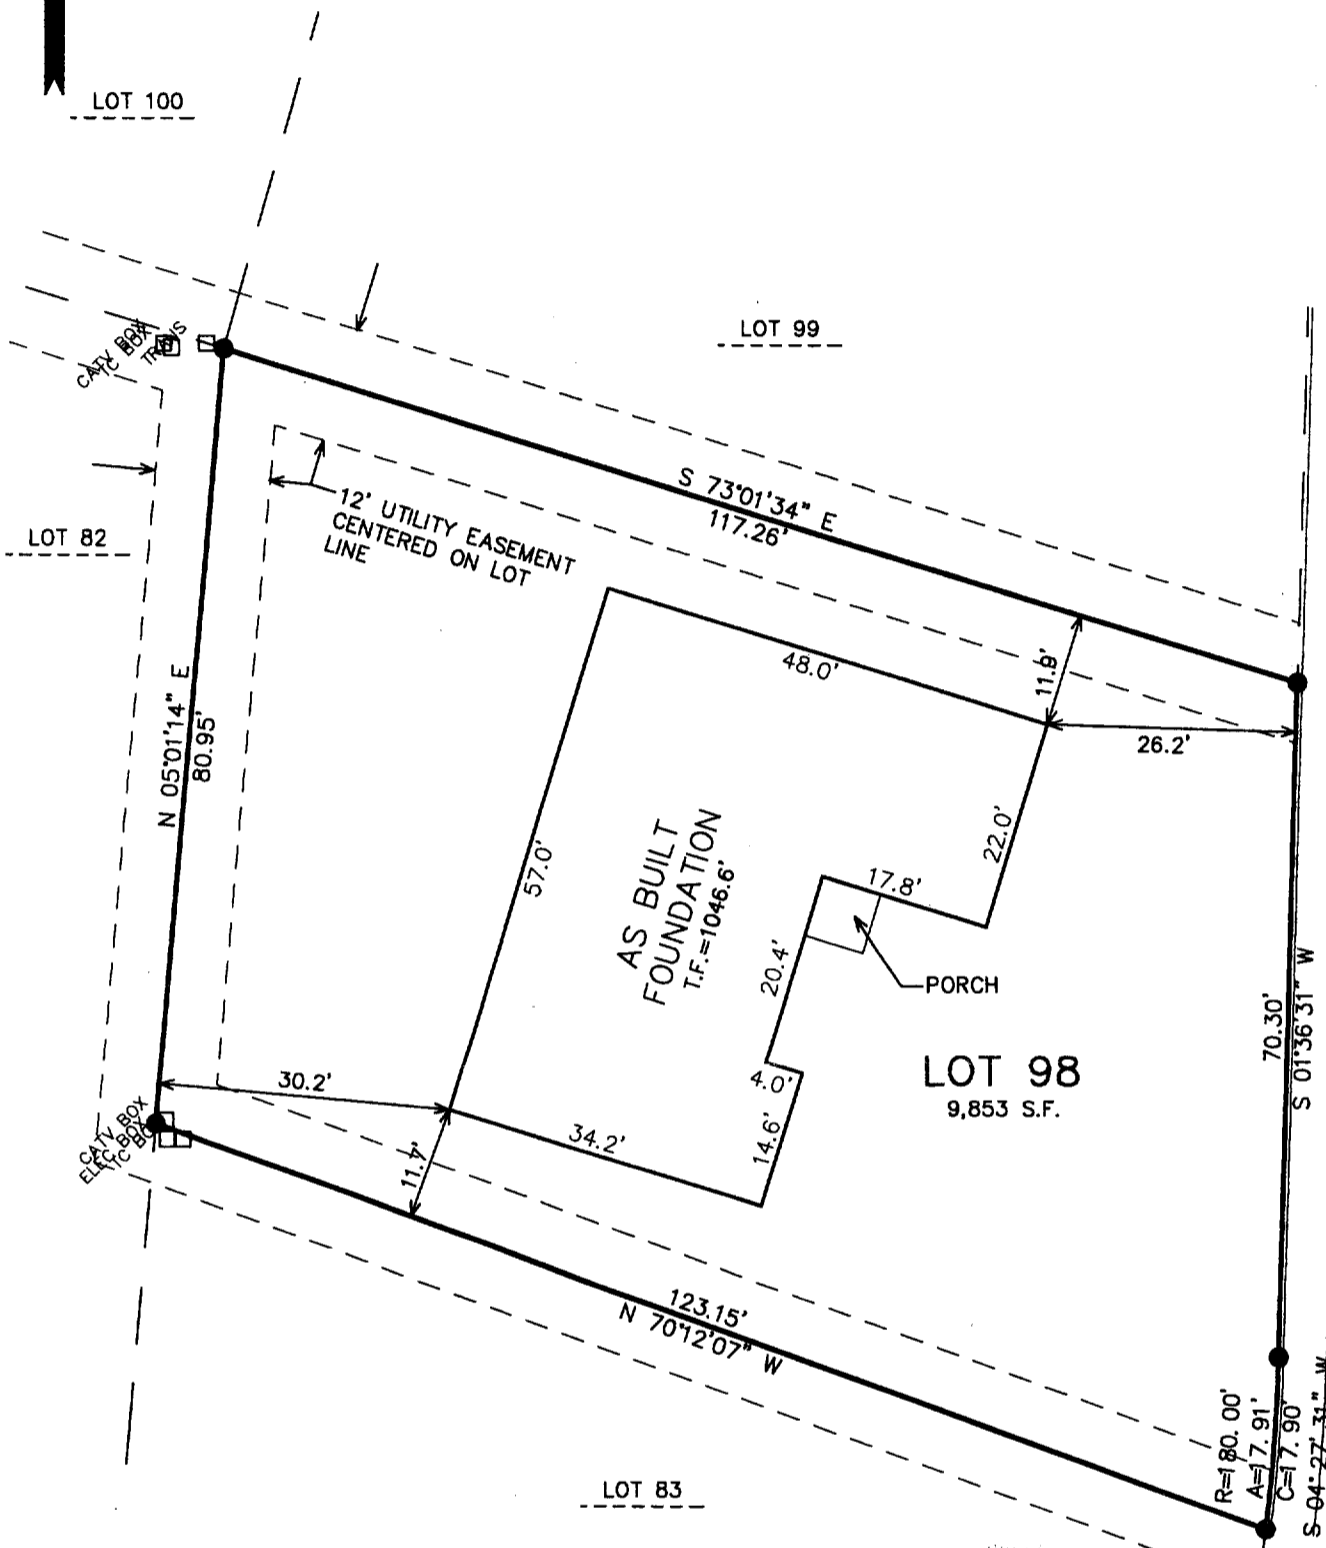 LOT 100
LOT 99
CATV BOX
TC BOX
TRANS
S 73°01'34" E
117.26'
12' UTILITY EASEMENT
CENTERED ON LOT
LINE
LOT 82
N 05°01'14" E
80.95'
48.0'
11.9'
26.2'
57.0'
AS BUILT
FOUNDATION
T.F.=1046.6'
22.0'
17.8'
20.4'
PORCH
4.0'
14.6'
LOT 98
9,853 S.F.
70.30'
S 01°36'31" W
30.2'
34.2'
11.7'
CATV BOX
ELEC BOX
TC BOX
123.15'
N 70°12'07" W
R=180.00'
A=17.91'
C=17.90'
S 04°27'31" W
LOT 83